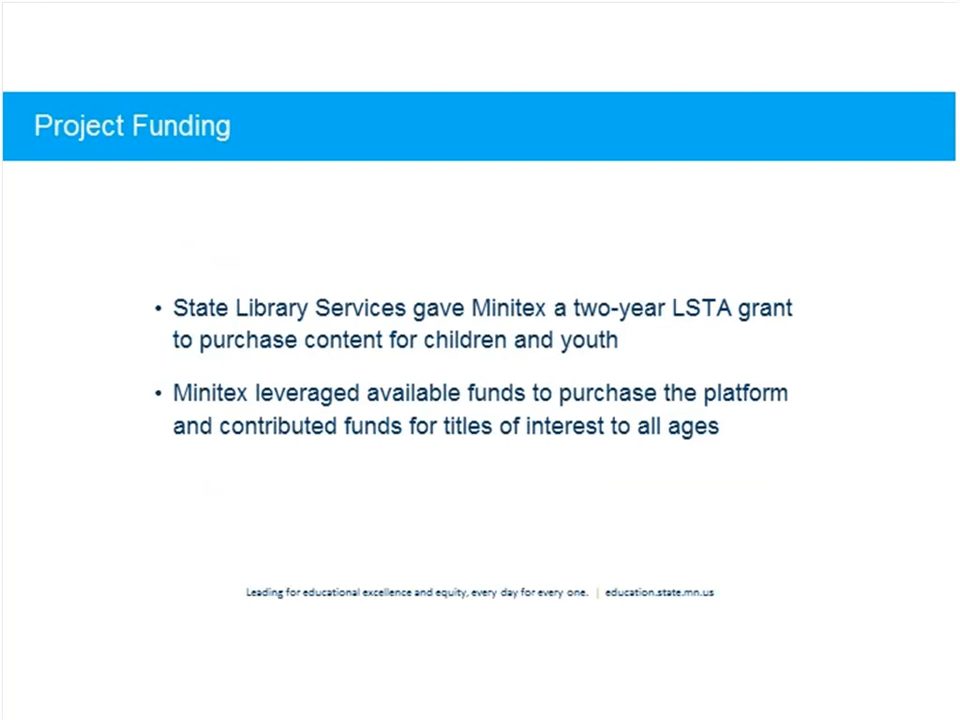 Project Funding
• State Library Services gave Minitex a two-year LSTA grant
to purchase content for children and youth
• Minitex leveraged available funds to purchase the platform
and contributed funds for titles of interest to all ages
Leading for educational excellence and equity, every day for every one. | education.state.mn.us